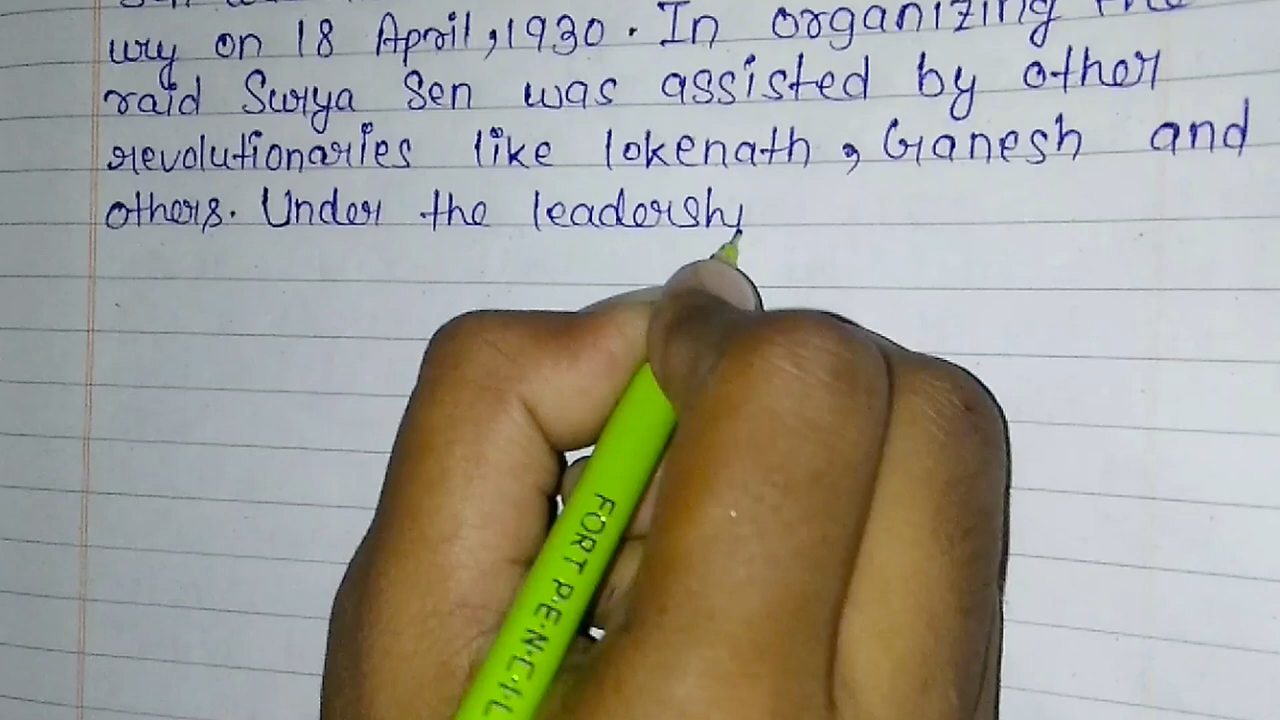 ury on 18 April, 1930. In organizing the
raid Surya Sen was assisted by other
revolutionaries like lokenath, Ganesh and
others. Under the leadersh
FORT P.E.N.C.I.L